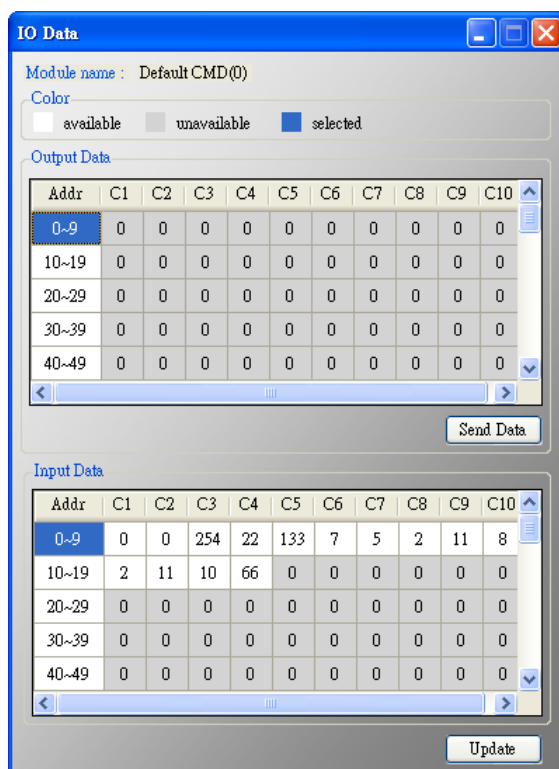 IO Data
Module name : Default CMD(0)
Color
available unavailable selected
Output Data
Addr C1 C2 C3 C4 C5 C6 C7 C8 C9 C10
0~9 0 0 0 0 0 0 0 0 0 0
10~19 0 0 0 0 0 0 0 0 0 0
20~29 0 0 0 0 0 0 0 0 0 0
30~39 0 0 0 0 0 0 0 0 0 0
40~49 0 0 0 0 0 0 0 0 0 0
Send Data
Input Data
Addr C1 C2 C3 C4 C5 C6 C7 C8 C9 C10
0~9 0 0 254 22 133 7 5 2 11 8
10~19 2 11 10 66 0 0 0 0 0 0
20~29 0 0 0 0 0 0 0 0 0 0
30~39 0 0 0 0 0 0 0 0 0 0
40~49 0 0 0 0 0 0 0 0 0 0
Update